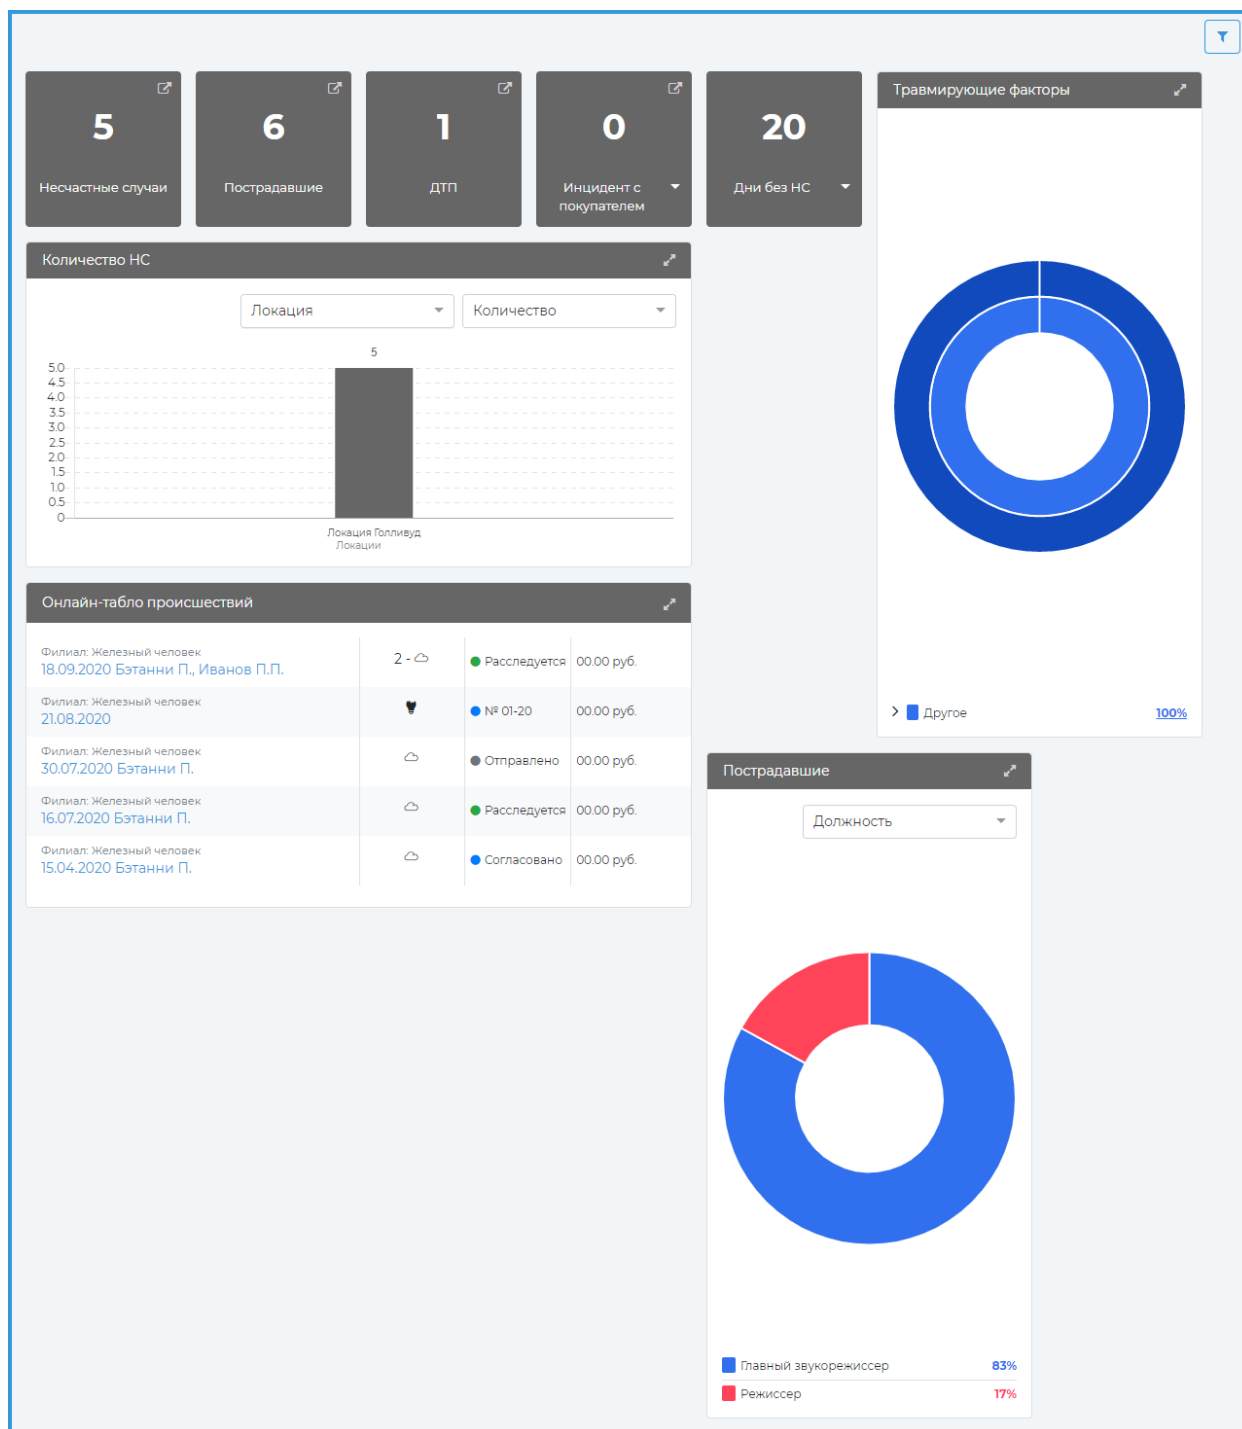 5
Несчастные случаи
6
Пострадавшие
1
ДТП
0
Инцидент с
покупателем
20
Дни без НС
Травмирующие факторы
Другое 100%
Количество НС
Локация Количество
5
5.0
4.5
4.0
3.5
3.0
2.5
2.0
1.5
1.0
0.5
0
Локация Голливуд
Локации
Онлайн-табло происшествий
Филиал: Железный человек
18.09.2020 Бэтанни П., Иванов П.П. 2 - Расследуется 00.00 руб.
Филиал: Железный человек
21.08.2020 № 01-20 00.00 руб.
Филиал: Железный человек
30.07.2020 Бэтанни П. Отправлено 00.00 руб.
Филиал: Железный человек
16.07.2020 Бэтанни П. Расследуется 00.00 руб.
Филиал: Железный человек
15.04.2020 Бэтанни П. Согласовано 00.00 руб.
Пострадавшие
Должность
Главный звукорежиссер 83%
Режиссер 17%